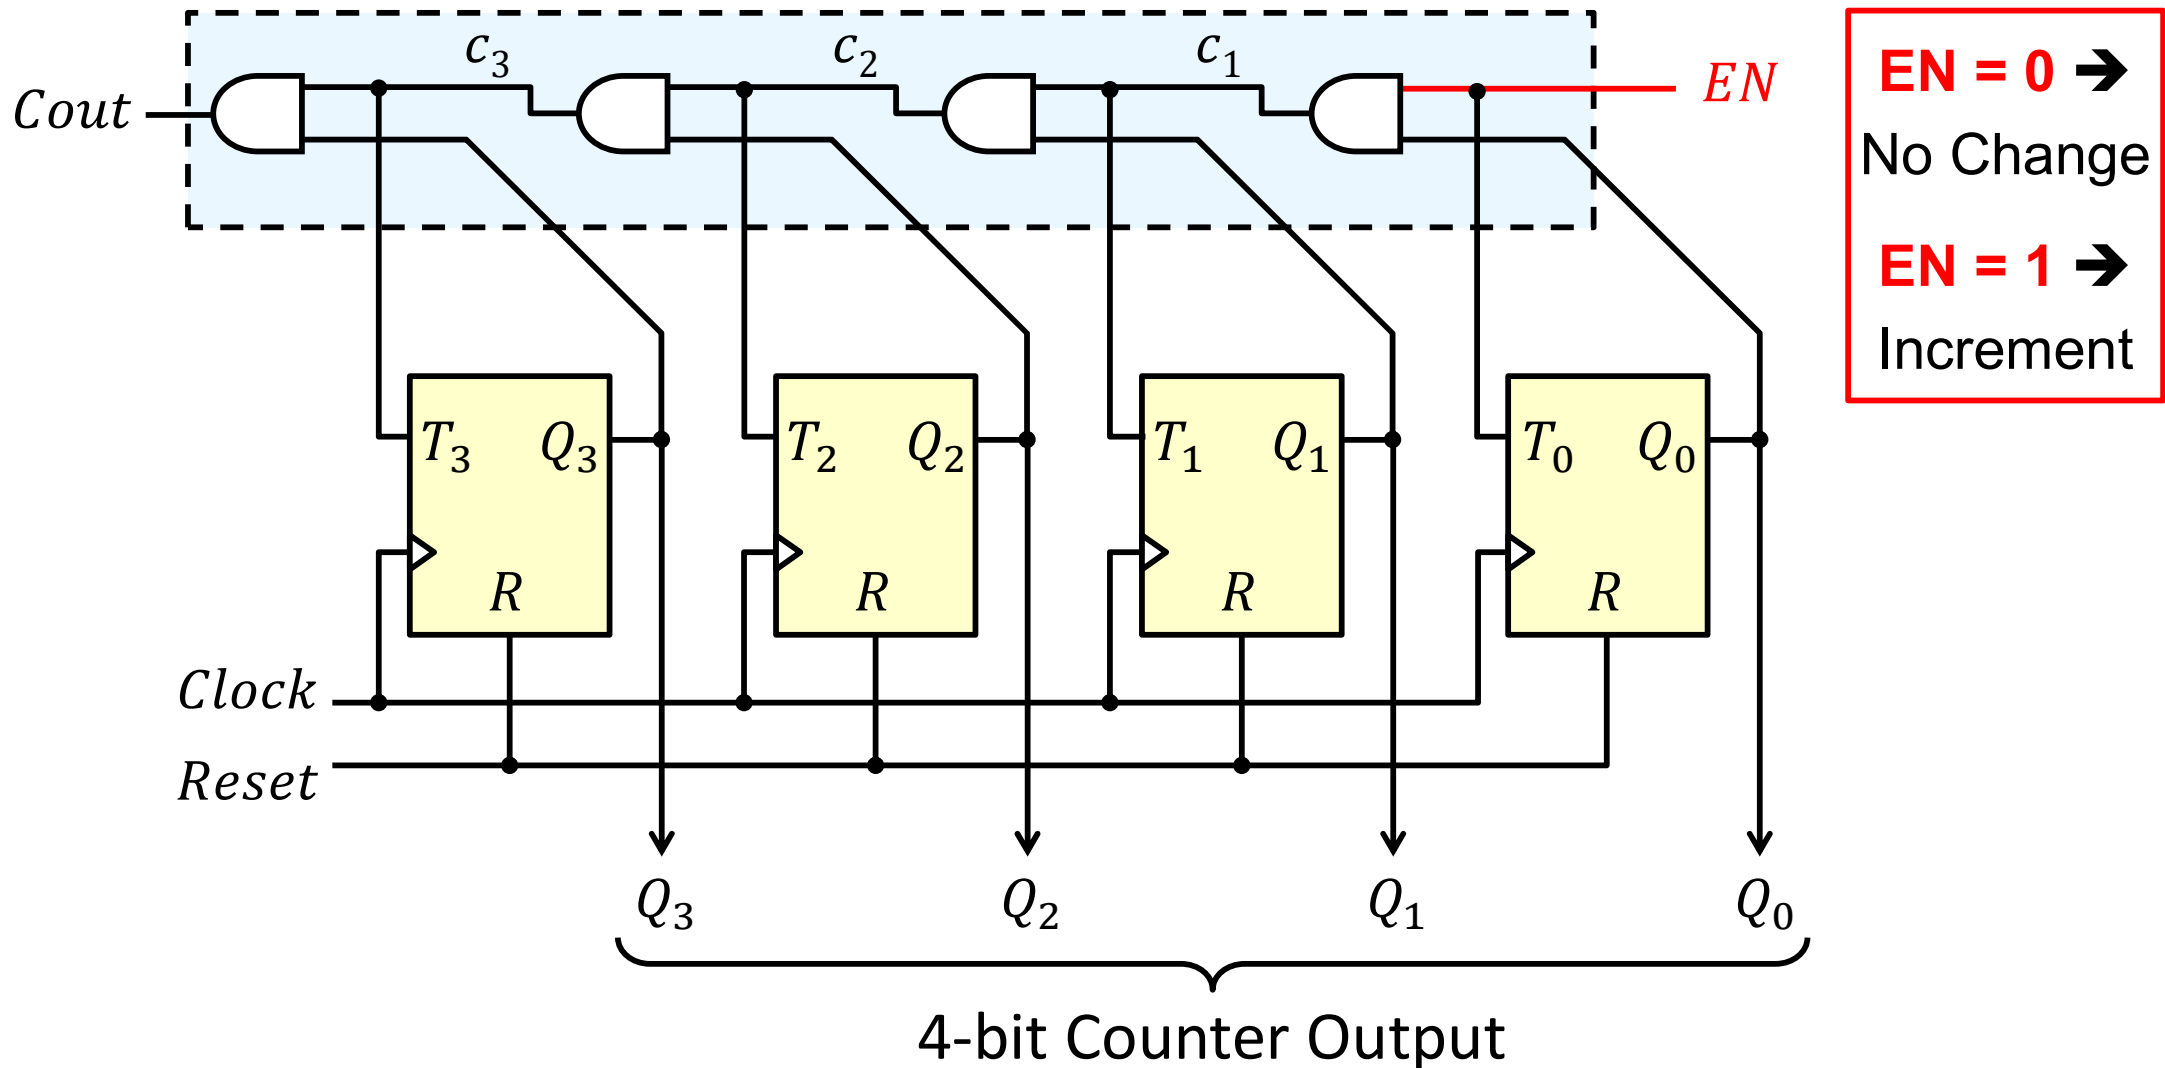 c₃ c₂ c₁
Cout
EN
EN = 0 ➔
No Change
EN = 1 ➔
Increment
T₃ Q₃ T₂ Q₂ T₁ Q₁ T₀ Q₀
R R R R
Clock
Reset
Q₃ Q₂ Q₁ Q₀
4-bit Counter Output